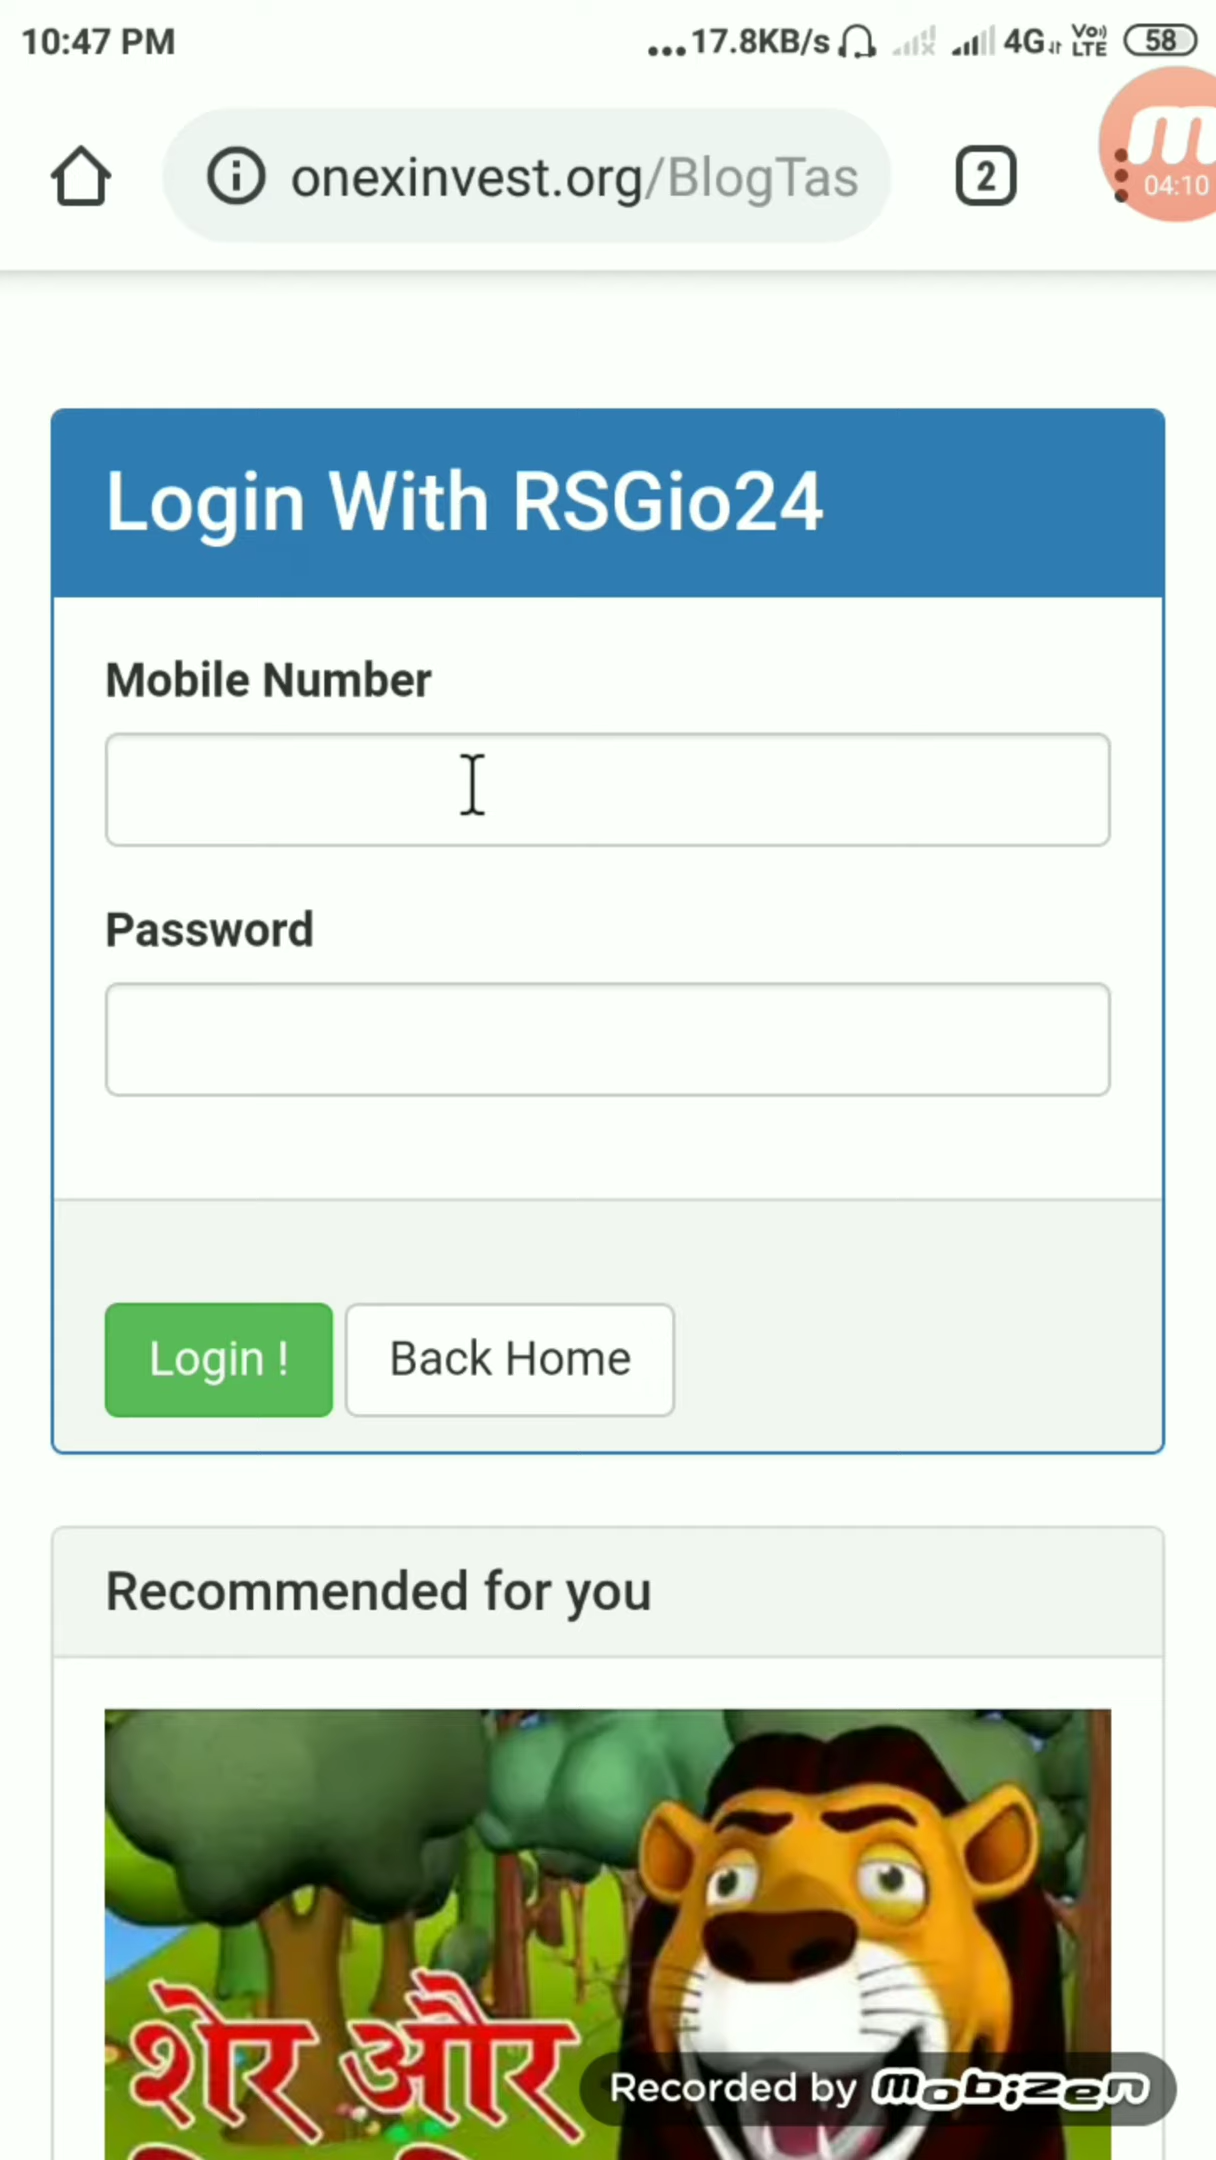 10:47 PM
...17.8KB/s 4G Vo) LTE 58
onexinvest.org/BlogTas
2
04:10
Login With RSGio24
Mobile Number
Password
Login !
Back Home
Recommended for you
शेर और
Recorded by mobizen